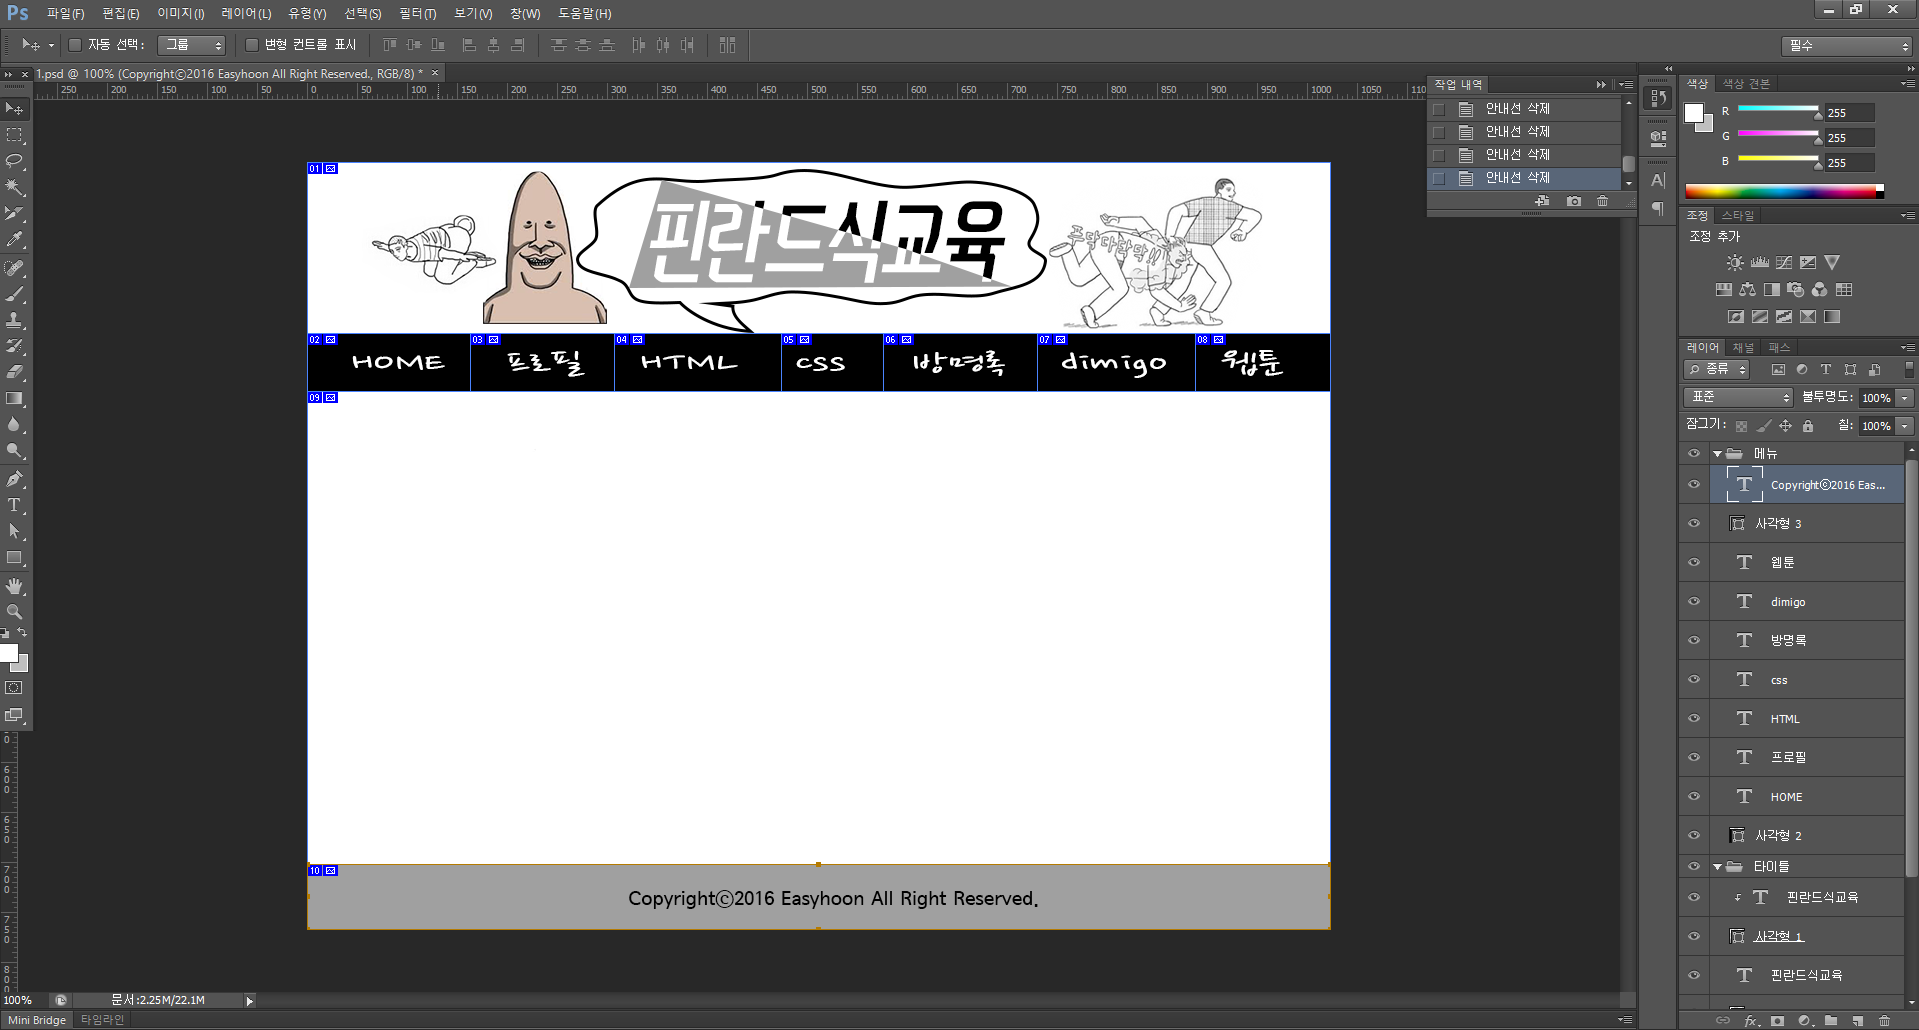 Ps 파일(F) 편집(E) 이미지(I) 레이어(L) 유형(Y) 선택(S) 필터(T) 보기(V) 창(W) 도움말(H)
자동 선택: 그룹 변형 컨트롤 표시 필수
1.psd @ 100% (Copyrightⓒ2016 Easyhoon All Right Reserved., RGB/8) *
250 200 150 100 50 0 50 100 150 200 250 300 350 400 450 500 550 600 650 700 750 800 850 900 950 1000 1050
작업 내역
안내선 삭제
안내선 삭제
안내선 삭제
안내선 삭제
색상 색상 견본
R 255
G 255
B 255
조정 스타일
조정 추가
01
핀란드식교육
푸닥다다닥!!
02 HOME
03 프로필
04 HTML
05 CSS
06 방명록
07 dimigo
08 웹툰
09
10
Copyrightⓒ2016 Easyhoon All Right Reserved.
600
650
700
750
800
레이어 채널 패스
종류
표준 불투명도: 100%
잠그기: 칠: 100%
메뉴
Copyrightⓒ2016 Eas...
사각형 3
웹툰
dimigo
방명록
css
HTML
프로필
HOME
사각형 2
타이틀
핀란드식교육
사각형 1
핀란드식교육
100% 문서:2.25M/22.1M
Mini Bridge 타임라인